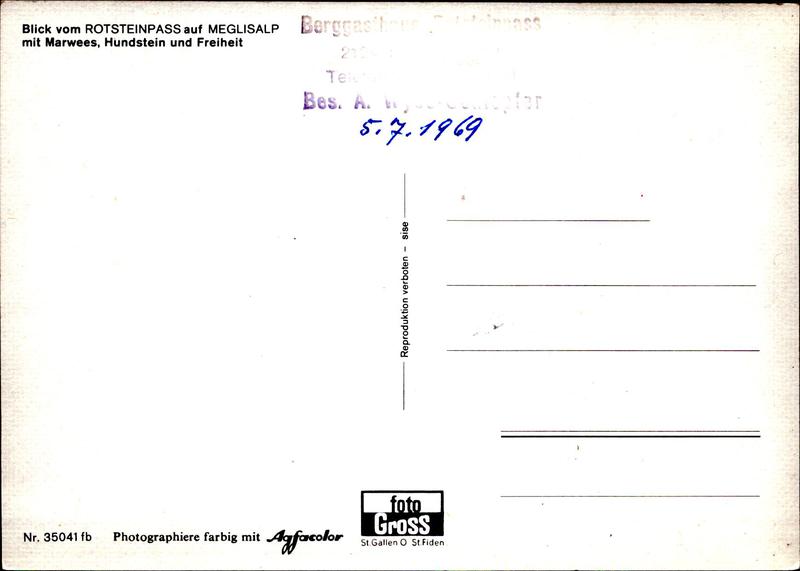 Blick vom ROTSTEINPASS auf MEGLISALP
mit Marwees, Hundstein und Freiheit
Berggasthaus Rotsteinpass
Bes. A.
5.7.1969
Reproduktion verboten – sise
Nr. 35041 fb
Photographiere farbig mit Agfacolor
foto
Gross
St.Gallen O St Fiden